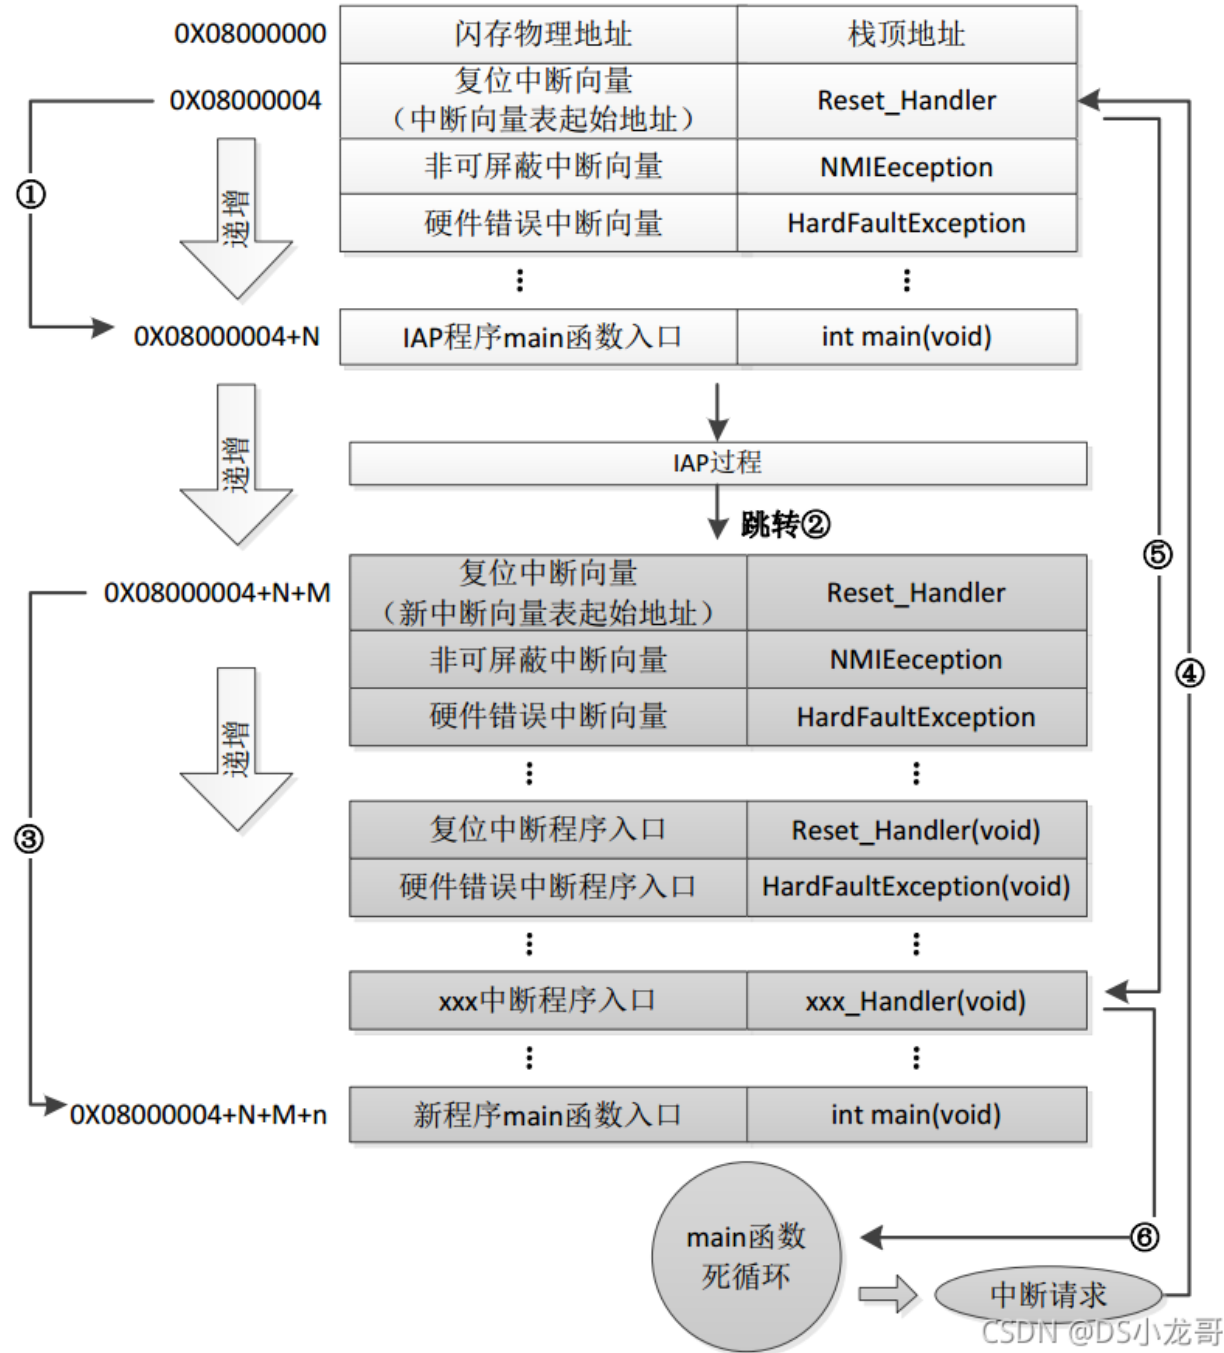 0X08000000 闪存物理地址 栈顶地址
0X08000004 复位中断向量 Reset_Handler
（中断向量表起始地址）
非可屏蔽中断向量 NMIEeception
①
递增
硬件错误中断向量 HardFaultException
⋮ ⋮
0X08000004+N IAP程序main函数入口 int main(void)
递增
IAP过程
跳转②
⑤
0X08000004+N+M 复位中断向量 Reset_Handler
（新中断向量表起始地址）
非可屏蔽中断向量 NMIEeception
④
硬件错误中断向量 HardFaultException
递增
⋮ ⋮
③
复位中断程序入口 Reset_Handler(void)
硬件错误中断程序入口 HardFaultException(void)
⋮ ⋮
xxx中断程序入口 xxx_Handler(void)
⋮ ⋮
0X08000004+N+M+n 新程序main函数入口 int main(void)
main函数
死循环
⑥
中断请求
CSDN @DS小龙哥